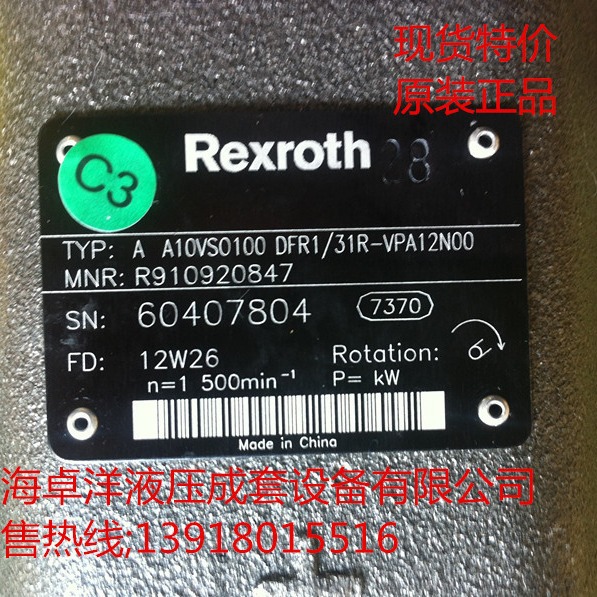 现货特价
原装正品
C3
Rexroth 28
TYP: A A10VSO100 DFR1/31R-VPA12N00
MNR: R910920847
SN: 60407804 7370
FD: 12W26 Rotation:
n=1 500min⁻¹ P= kW
Made in China
海卓洋液压成套设备有限公司
售热线;13918015516